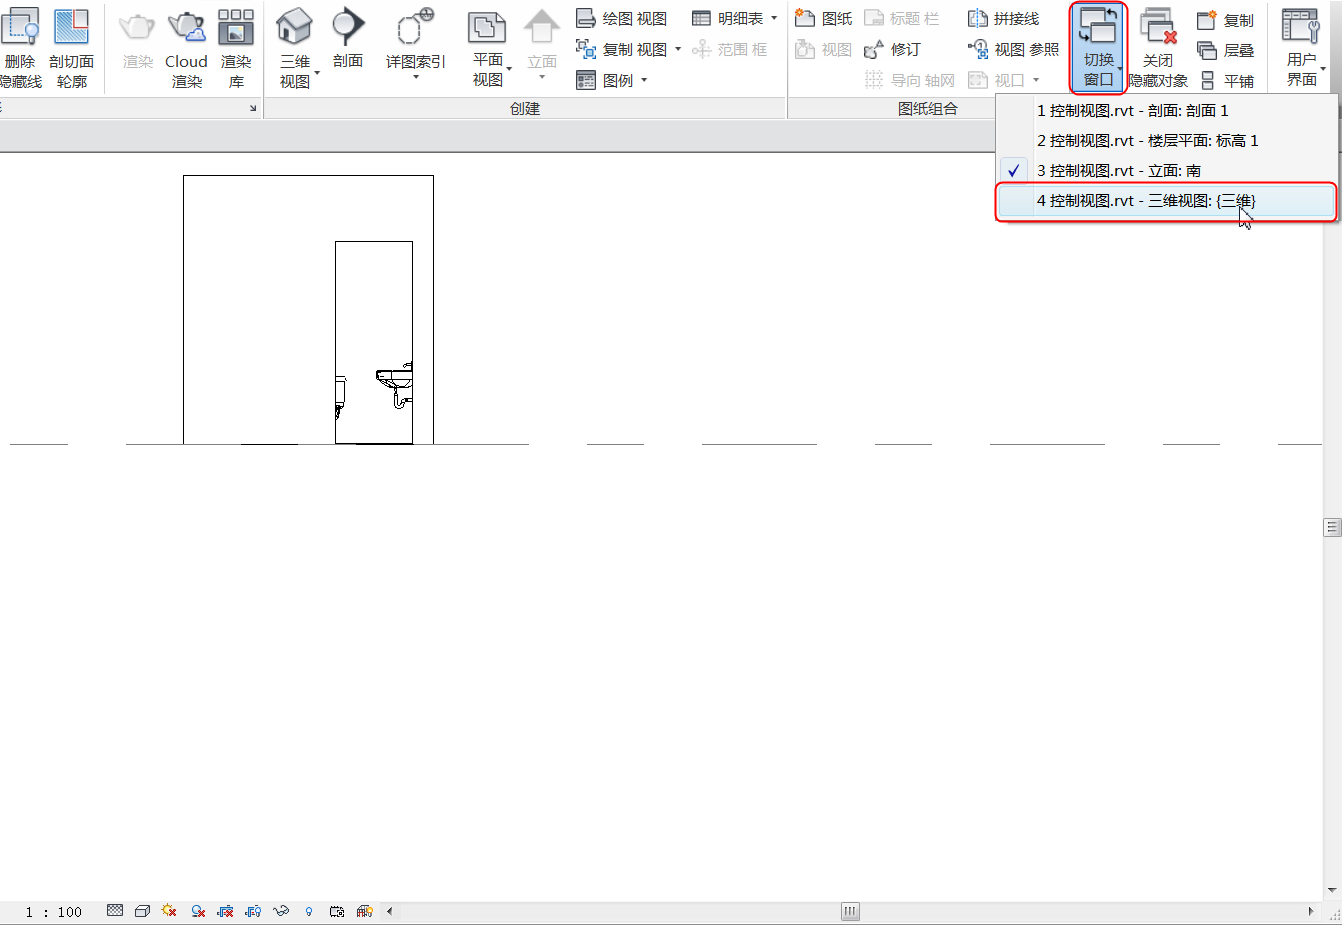 删除
隐藏线
剖切面
轮廓
渲染
Cloud
渲染
渲染
库
三维
视图
剖面
详图索引
平面
视图
立面
绘图 视图
复制 视图
图例
明细表
范围 框
图纸
视图
标题 栏
修订
导向 轴网
拼接线
视图 参照
视口
切换
窗口
关闭
隐藏对象
复制
层叠
平铺
用户
界面
创建
图纸组合
1 控制视图.rvt - 剖面: 剖面 1
2 控制视图.rvt - 楼层平面: 标高 1
3 控制视图.rvt - 立面: 南
4 控制视图.rvt - 三维视图: {三维}
1 : 100